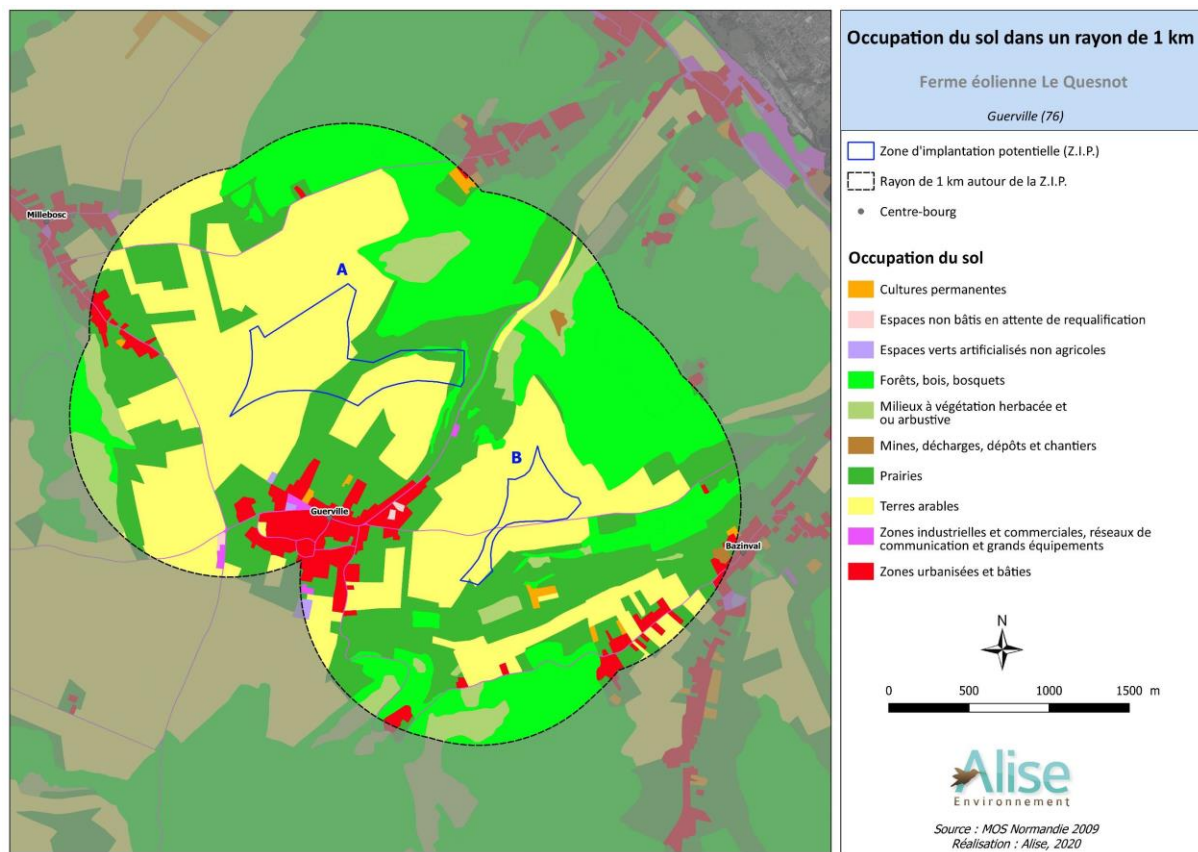 Millebosc
A
B
Guerville
Bazinval
Occupation du sol dans un rayon de 1 km
Ferme éolienne Le Quesnot
Guerville (76)
Zone d'implantation potentielle (Z.I.P.)
Rayon de 1 km autour de la Z.I.P.
Centre-bourg
Occupation du sol
Cultures permanentes
Espaces non bâtis en attente de requalification
Espaces verts artificialisés non agricoles
Forêts, bois, bosquets
Milieux à végétation herbacée et
ou arbustive
Mines, décharges, dépôts et chantiers
Prairies
Terres arables
Zones industrielles et commerciales, réseaux de
communication et grands équipements
Zones urbanisées et bâties
N
0 500 1000 1500 m
Alise
Environnement
Source : MOS Normandie 2009
Réalisation : Alise, 2020